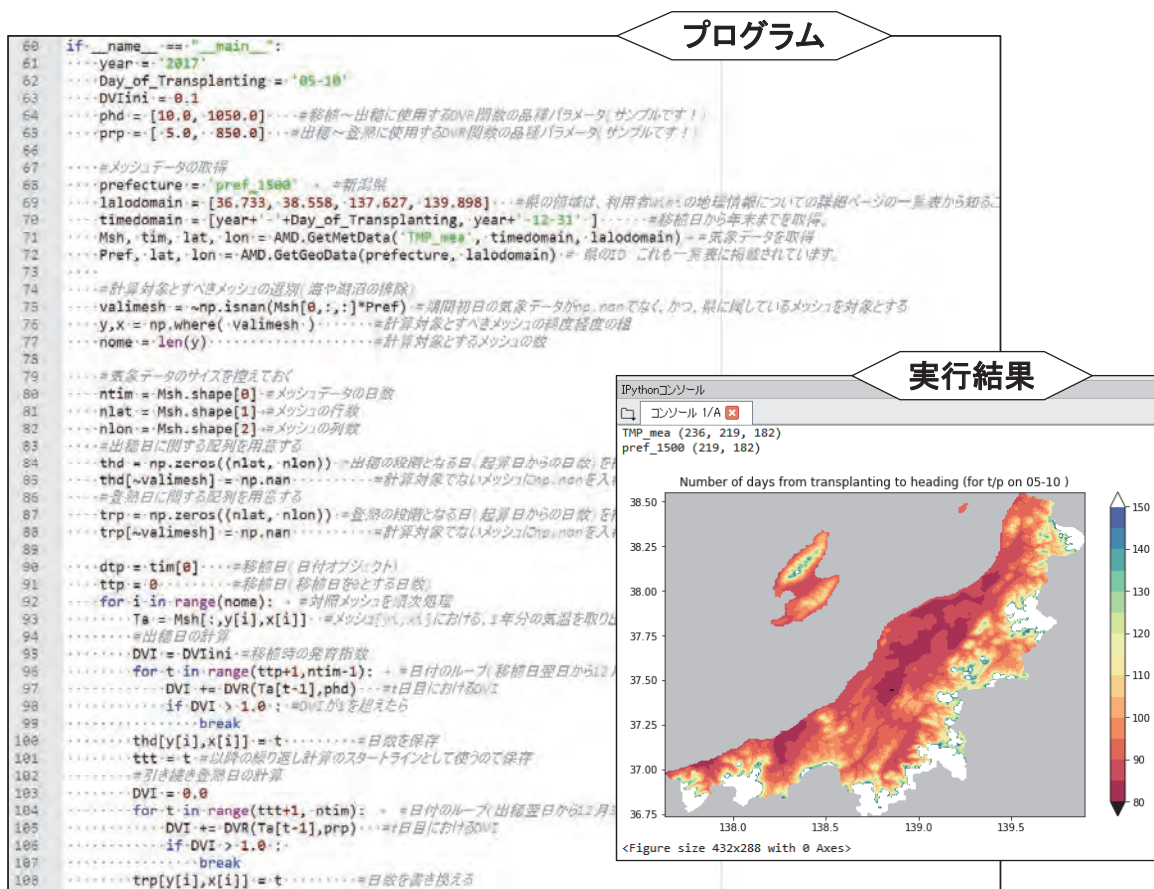 プログラム
60 if __name__ == "__main__":
61 ····year = '2017'
62 ····Day_of_Transplanting = '05-10'
63 ····DVIini = 0.1
64 ····phd = [10.0, 1050.0]····#移植～出穂に使用するDVR関数の品種パラメータ(サンプルです！)
65 ····prp = [ 5.0, 850.0]····#出穂～登熟に使用するDVR関数の品種パラメータ(サンプルです！)
66
67 ····#メッシュデータの取得
68 ····prefecture = 'pref_1500' #新潟県
69 ····lalodomain = [36.733, 38.558, 137.627, 139.898] #県の領域は、利用者wikiの地理情報についての詳細ページの一覧表から知るこ
70 ····timedomain = [year+'-'+Day_of_Transplanting, year+'-12-31' ] #移植日から年末までを取得。
71 ····Msh, tim, lat, lon = AMD.GetMetData('TMP_mea', timedomain, lalodomain) #気象データを取得
72 ····Pref, lat, lon = AMD.GetGeoData(prefecture, lalodomain) # 県のID これも一覧表に掲載されています。
73 ····
74 ····#計算対象とすべきメッシュの選別(海や湖沼の排除)
75 ····valimesh = ~np.isnan(Msh[0,:,:]*Pref) #期間初日の気象データがnp.nanでなく、かつ、県に属しているメッシュを対象とする
76 ····y,x = np.where( valimesh ) #計算対象とすべきメッシュの緯度経度の組
77 ····nome = len(y) #計算対象とするメッシュの数
78
79 ····#気象データのサイズを控えておく
80 ····ntim = Msh.shape[0] #メッシュデータの日数
81 ····nlat = Msh.shape[1] #メッシュの行数
82 ····nlon = Msh.shape[2] #メッシュの列数
83 ····#出穂日に関する配列を用意する
84 ····thd = np.zeros((nlat, nlon)) #出穂の段階となる日(起算日からの日数)を
85 ····thd[~valimesh] = np.nan #計算対象でないメッシュにnp.nanを入
86 ····#登熟日に関する配列を用意する
87 ····trp = np.zeros((nlat, nlon)) #登熟の段階となる日(起算日からの日数)を
88 ····trp[~valimesh] = np.nan #計算対象でないメッシュにnp.nanを入
89
90 ····dtp = tim[0] #移植日(日付オブジェクト)
91 ····ttp = 0 #移植日(移植日を0とする日数)
92 ····for i in range(nome): #対照メッシュを順次処理
93 ········Ta = Msh[:,y[i],x[i]] #メッシュ[yi,xi]における、1年分の気温を取り出
94 ········#出穂日の計算
95 ········DVI = DVIini #移植時の発育指数
96 ········for t in range(ttp+1,ntim-1): #日付のループ(移植日翌日から12月
97 ············DVI += DVR(Ta[t-1],phd) #t日目におけるDVI
98 ············if DVI > 1.0 : #DVIが1を超えたら
99 ················break
100 ········thd[y[i],x[i]] = t #日数を保存
101 ········ttt = t #以降の繰り返し計算のスタートラインとして使うので保存
102 ········#引き続き登熟日の計算
103 ········DVI = 0.0
104 ········for t in range(ttt+1, ntim): #日付のループ(出穂翌日から12月
105 ············DVI += DVR(Ta[t-1],prp) #t日目におけるDVI
106 ············if DVI > 1.0 :
107 ················break
108 ········trp[y[i],x[i]] = t #日数を書き換える
実行結果
IPythonコンソール
コンソール 1/A
TMP_mea (236, 219, 182)
pref_1500 (219, 182)
Number of days from transplanting to heading (for t/p on 05-10 )
38.50
38.25
38.00
37.75
37.50
37.25
37.00
36.75
138.0 138.5 139.0 139.5
150
140
130
120
110
100
90
80
<Figure size 432x288 with 0 Axes>